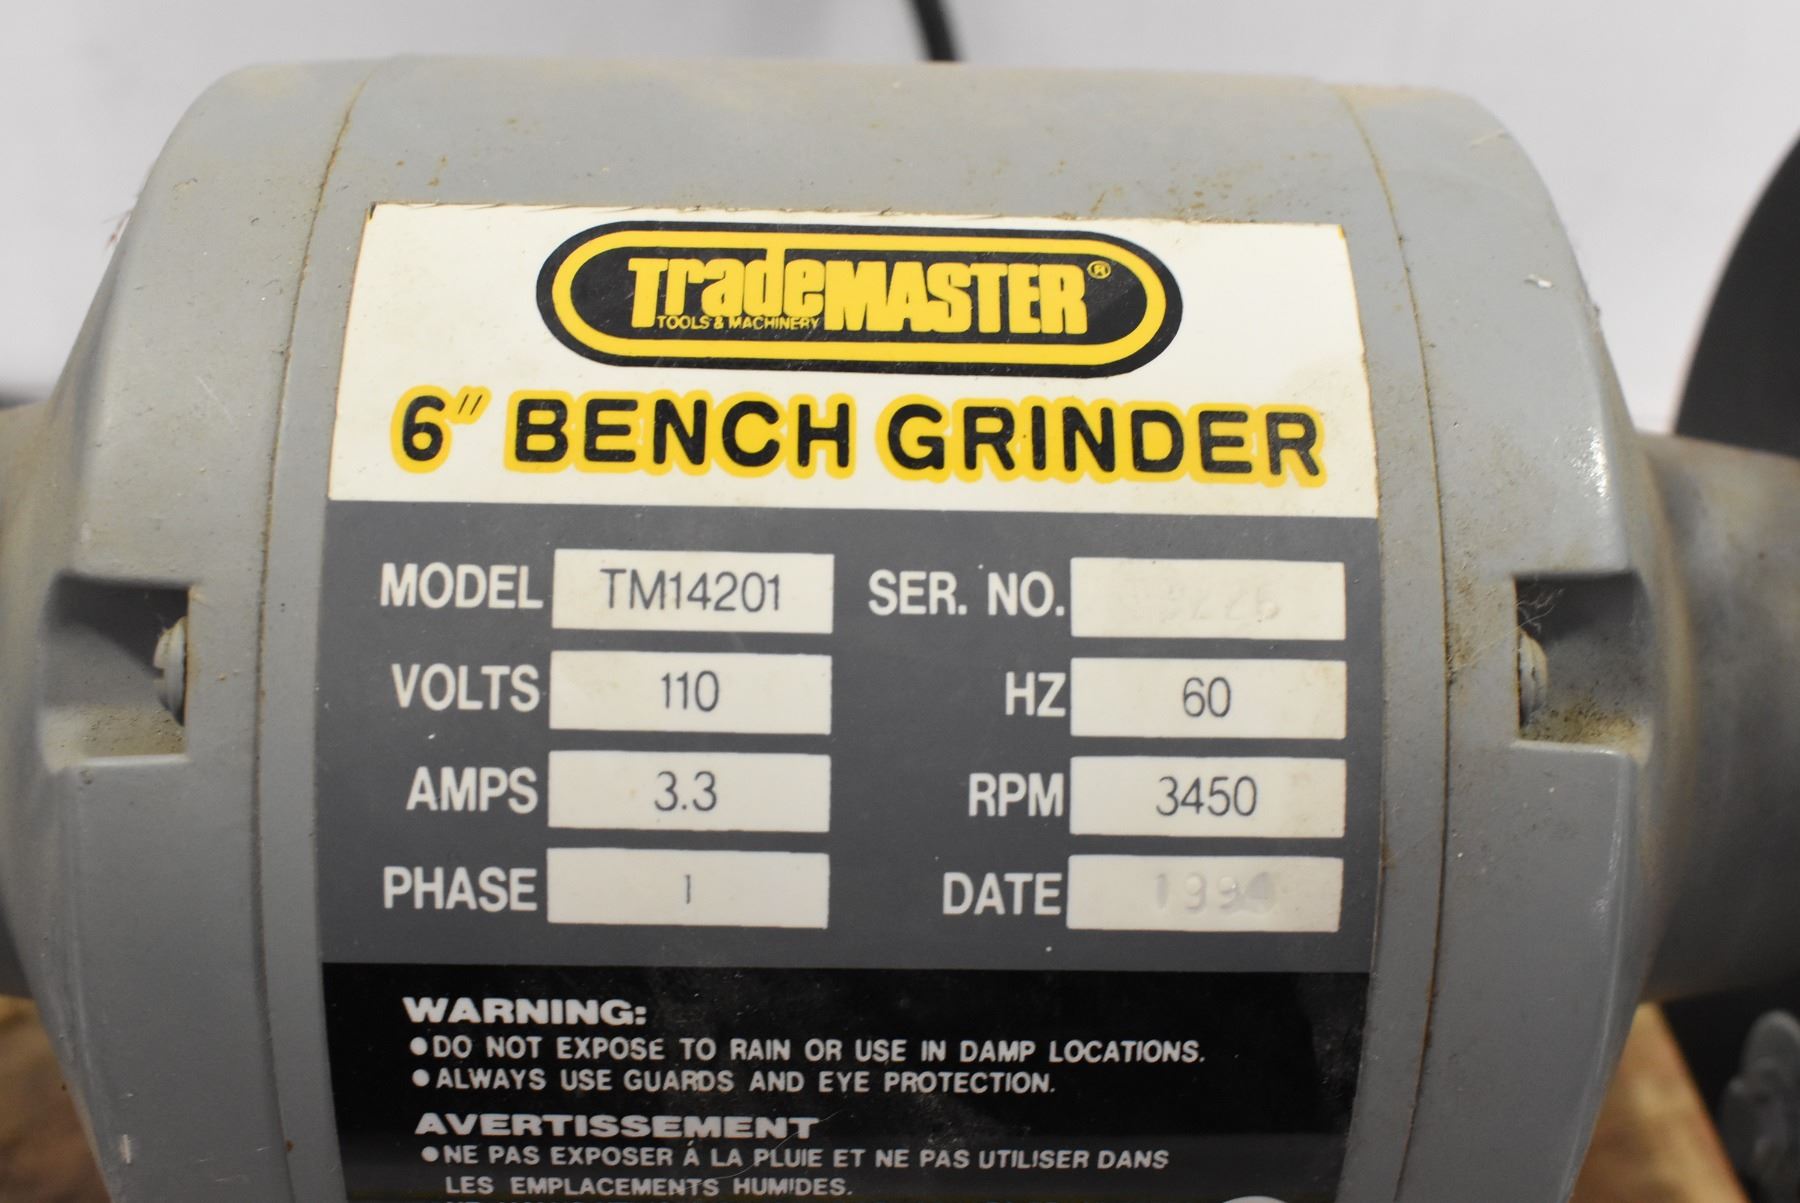 TradeMASTER®
TOOLS & MACHINERY
6" BENCH GRINDER
MODEL TM14201 SER. NO.
VOLTS 110 HZ 60
AMPS 3.3 RPM 3450
PHASE 1 DATE 1994
WARNING:
●DO NOT EXPOSE TO RAIN OR USE IN DAMP LOCATIONS.
●ALWAYS USE GUARDS AND EYE PROTECTION.
AVERTISSEMENT
●NE PAS EXPOSER Á LA PLUIE ET NE PAS UTILISER DANS
LES EMPLACEMENTS HUMIDES.